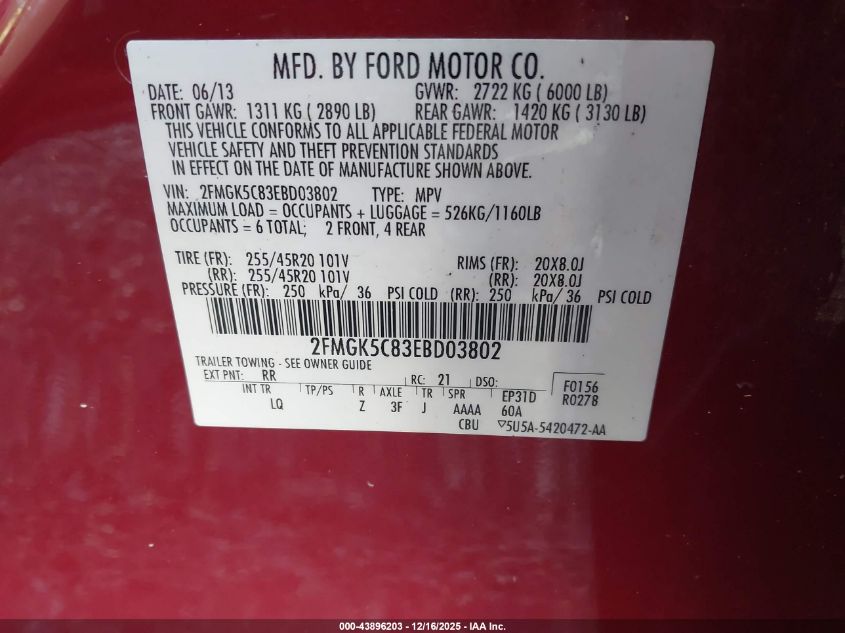 MFD. BY FORD MOTOR CO.
DATE: 06/13 GVWR: 2722 KG ( 6000 LB)
FRONT GAWR: 1311 KG ( 2890 LB) REAR GAWR: 1420 KG ( 3130 LB)
THIS VEHICLE CONFORMS TO ALL APPLICABLE FEDERAL MOTOR
VEHICLE SAFETY AND THEFT PREVENTION STANDARDS
IN EFFECT ON THE DATE OF MANUFACTURE SHOWN ABOVE.
VIN: 2FMGK5C83EBD03802 TYPE: MPV
MAXIMUM LOAD = OCCUPANTS + LUGGAGE = 526KG/1160LB
OCCUPANTS = 6 TOTAL; 2 FRONT, 4 REAR
TIRE (FR): 255/45R20 101V RIMS (FR): 20X8.0J
(RR): 255/45R20 101V (RR): 20X8.0J
PRESSURE (FR): 250 kPa/ 36 PSI COLD (RR): 250 kPa/ 36 PSI COLD
2FMGK5C83EBD03802
TRAILER TOWING - SEE OWNER GUIDE
EXT PNT: RR RC: 21 DSO: F0156
INT TR TP/PS R AXLE TR SPR EP31D R0278
LQ Z 3F J AAAA 60A
CBU ▽5U5A-5420472-AA
000-43896203 - 12/16/2025 - IAA Inc.